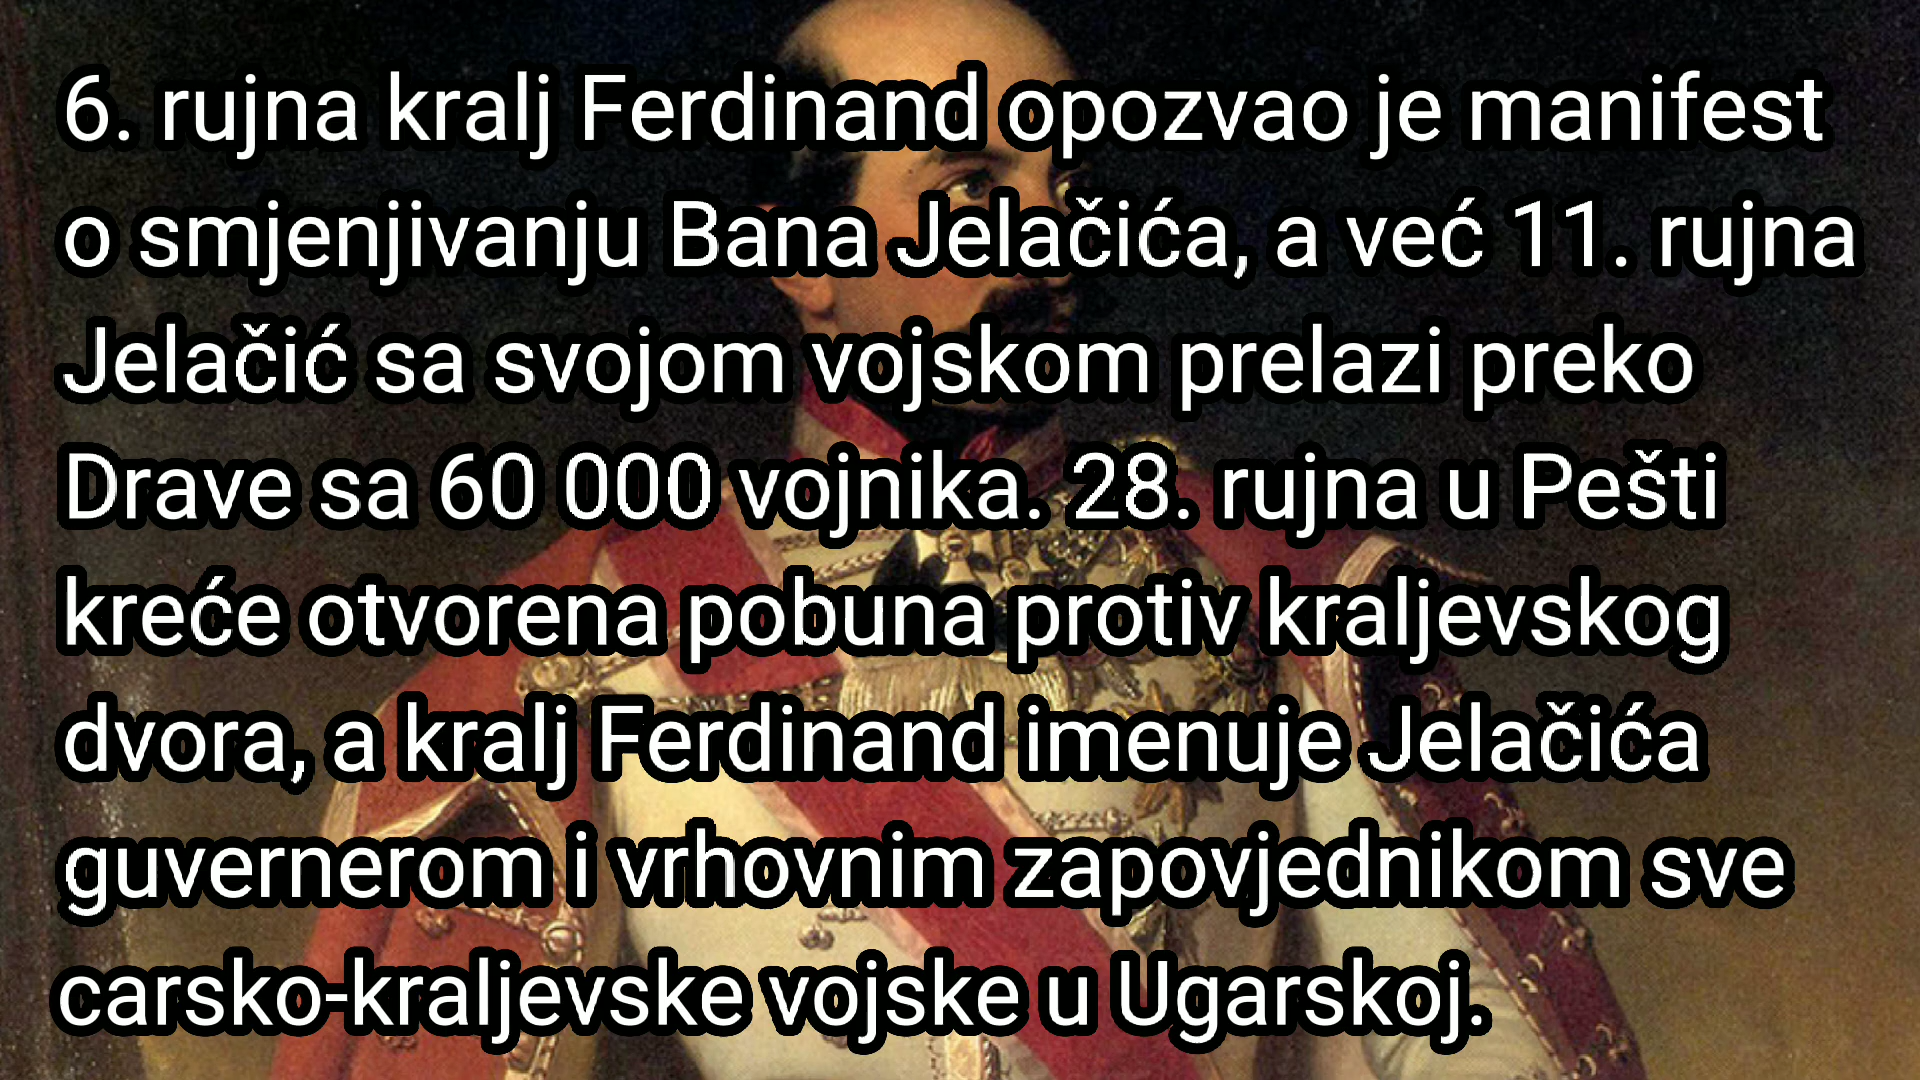 6. rujna kralj Ferdinand opozvao je manifest
o smjenjivanju Bana Jelačića, a već 11. rujna
Jelačić sa svojom vojskom prelazi preko
Drave sa 60 000 vojnika. 28. rujna u Pešti
kreće otvorena pobuna protiv kraljevskog
dvora, a kralj Ferdinand imenuje Jelačića
guvernerom i vrhovnim zapovjednikom sve
carsko-kraljevske vojske u Ugarskoj.